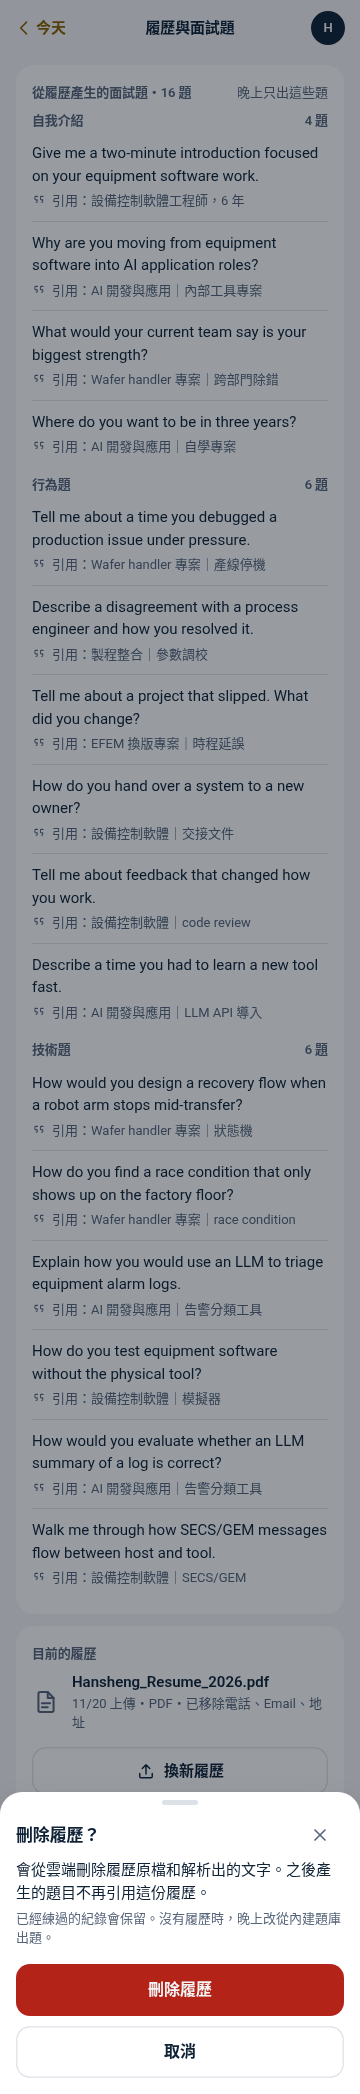 今天 履歷與面試題 H
從履歷產生的面試題・16 題 晚上只出這些題
自我介紹 4 題
Give me a two-minute introduction focused
on your equipment software work.
引用：設備控制軟體工程師，6 年
Why are you moving from equipment
software into AI application roles?
引用：AI 開發與應用｜內部工具專案
What would your current team say is your
biggest strength?
引用：Wafer handler 專案｜跨部門除錯
Where do you want to be in three years?
引用：AI 開發與應用｜自學專案
行為題 6 題
Tell me about a time you debugged a
production issue under pressure.
引用：Wafer handler 專案｜產線停機
Describe a disagreement with a process
engineer and how you resolved it.
引用：製程整合｜參數調校
Tell me about a project that slipped. What
did you change?
引用：EFEM 換版專案｜時程延誤
How do you hand over a system to a new
owner?
引用：設備控制軟體｜交接文件
Tell me about feedback that changed how
you work.
引用：設備控制軟體｜code review
Describe a time you had to learn a new tool
fast.
引用：AI 開發與應用｜LLM API 導入
技術題 6 題
How would you design a recovery flow when
a robot arm stops mid-transfer?
引用：Wafer handler 專案｜狀態機
How do you find a race condition that only
shows up on the factory floor?
引用：Wafer handler 專案｜race condition
Explain how you would use an LLM to triage
equipment alarm logs.
引用：AI 開發與應用｜告警分類工具
How do you test equipment software
without the physical tool?
引用：設備控制軟體｜模擬器
How would you evaluate whether an LLM
summary of a log is correct?
引用：AI 開發與應用｜告警分類工具
Walk me through how SECS/GEM messages
flow between host and tool.
引用：設備控制軟體｜SECS/GEM
目前的履歷
Hansheng_Resume_2026.pdf
11/20 上傳・PDF・已移除電話、Email、地
址
換新履歷
刪除履歷？
會從雲端刪除履歷原檔和解析出的文字。之後產
生的題目不再引用這份履歷。
已經練過的紀錄會保留。沒有履歷時，晚上改從內建題庫
出題。
刪除履歷
取消